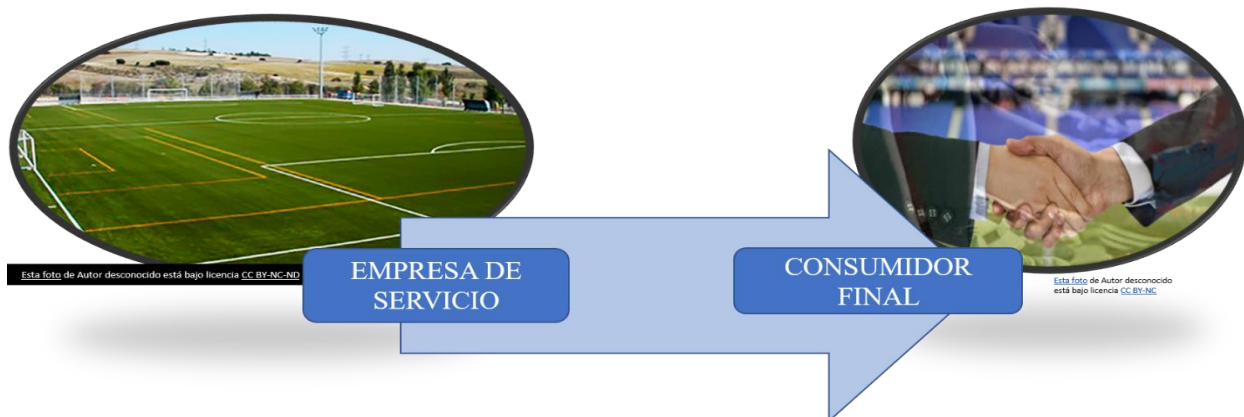 Esta foto de Autor desconocido está bajo licencia CC BY-NC-ND
EMPRESA DE
SERVICIO
CONSUMIDOR
FINAL
Esta foto de Autor desconocido
está bajo licencia CC BY-NC